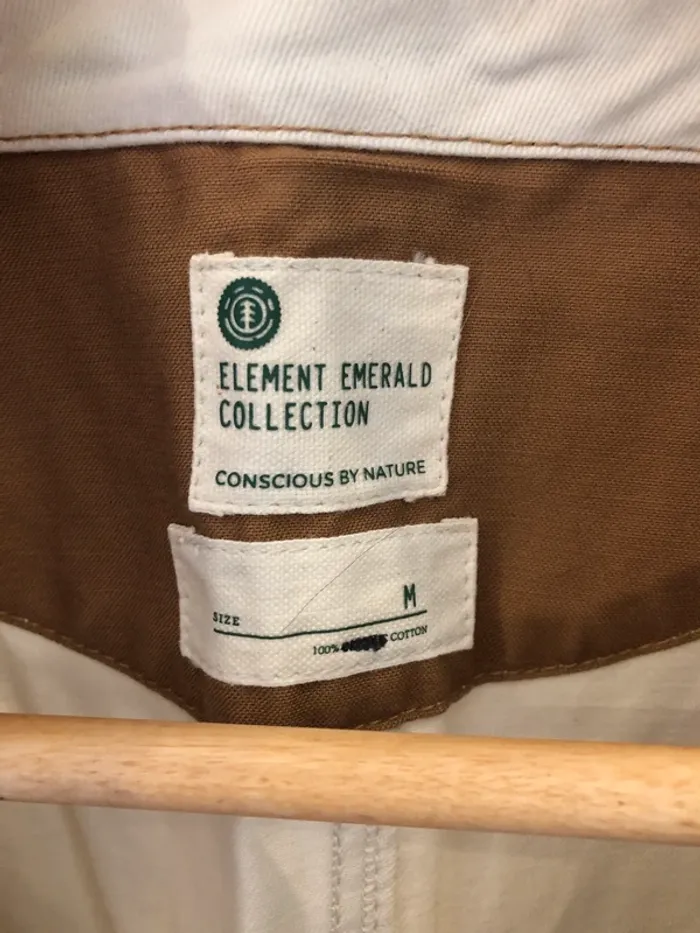 ELEMENT EMERALD
COLLECTION
CONSCIOUS BY NATURE
SIZE M
100% COTTON